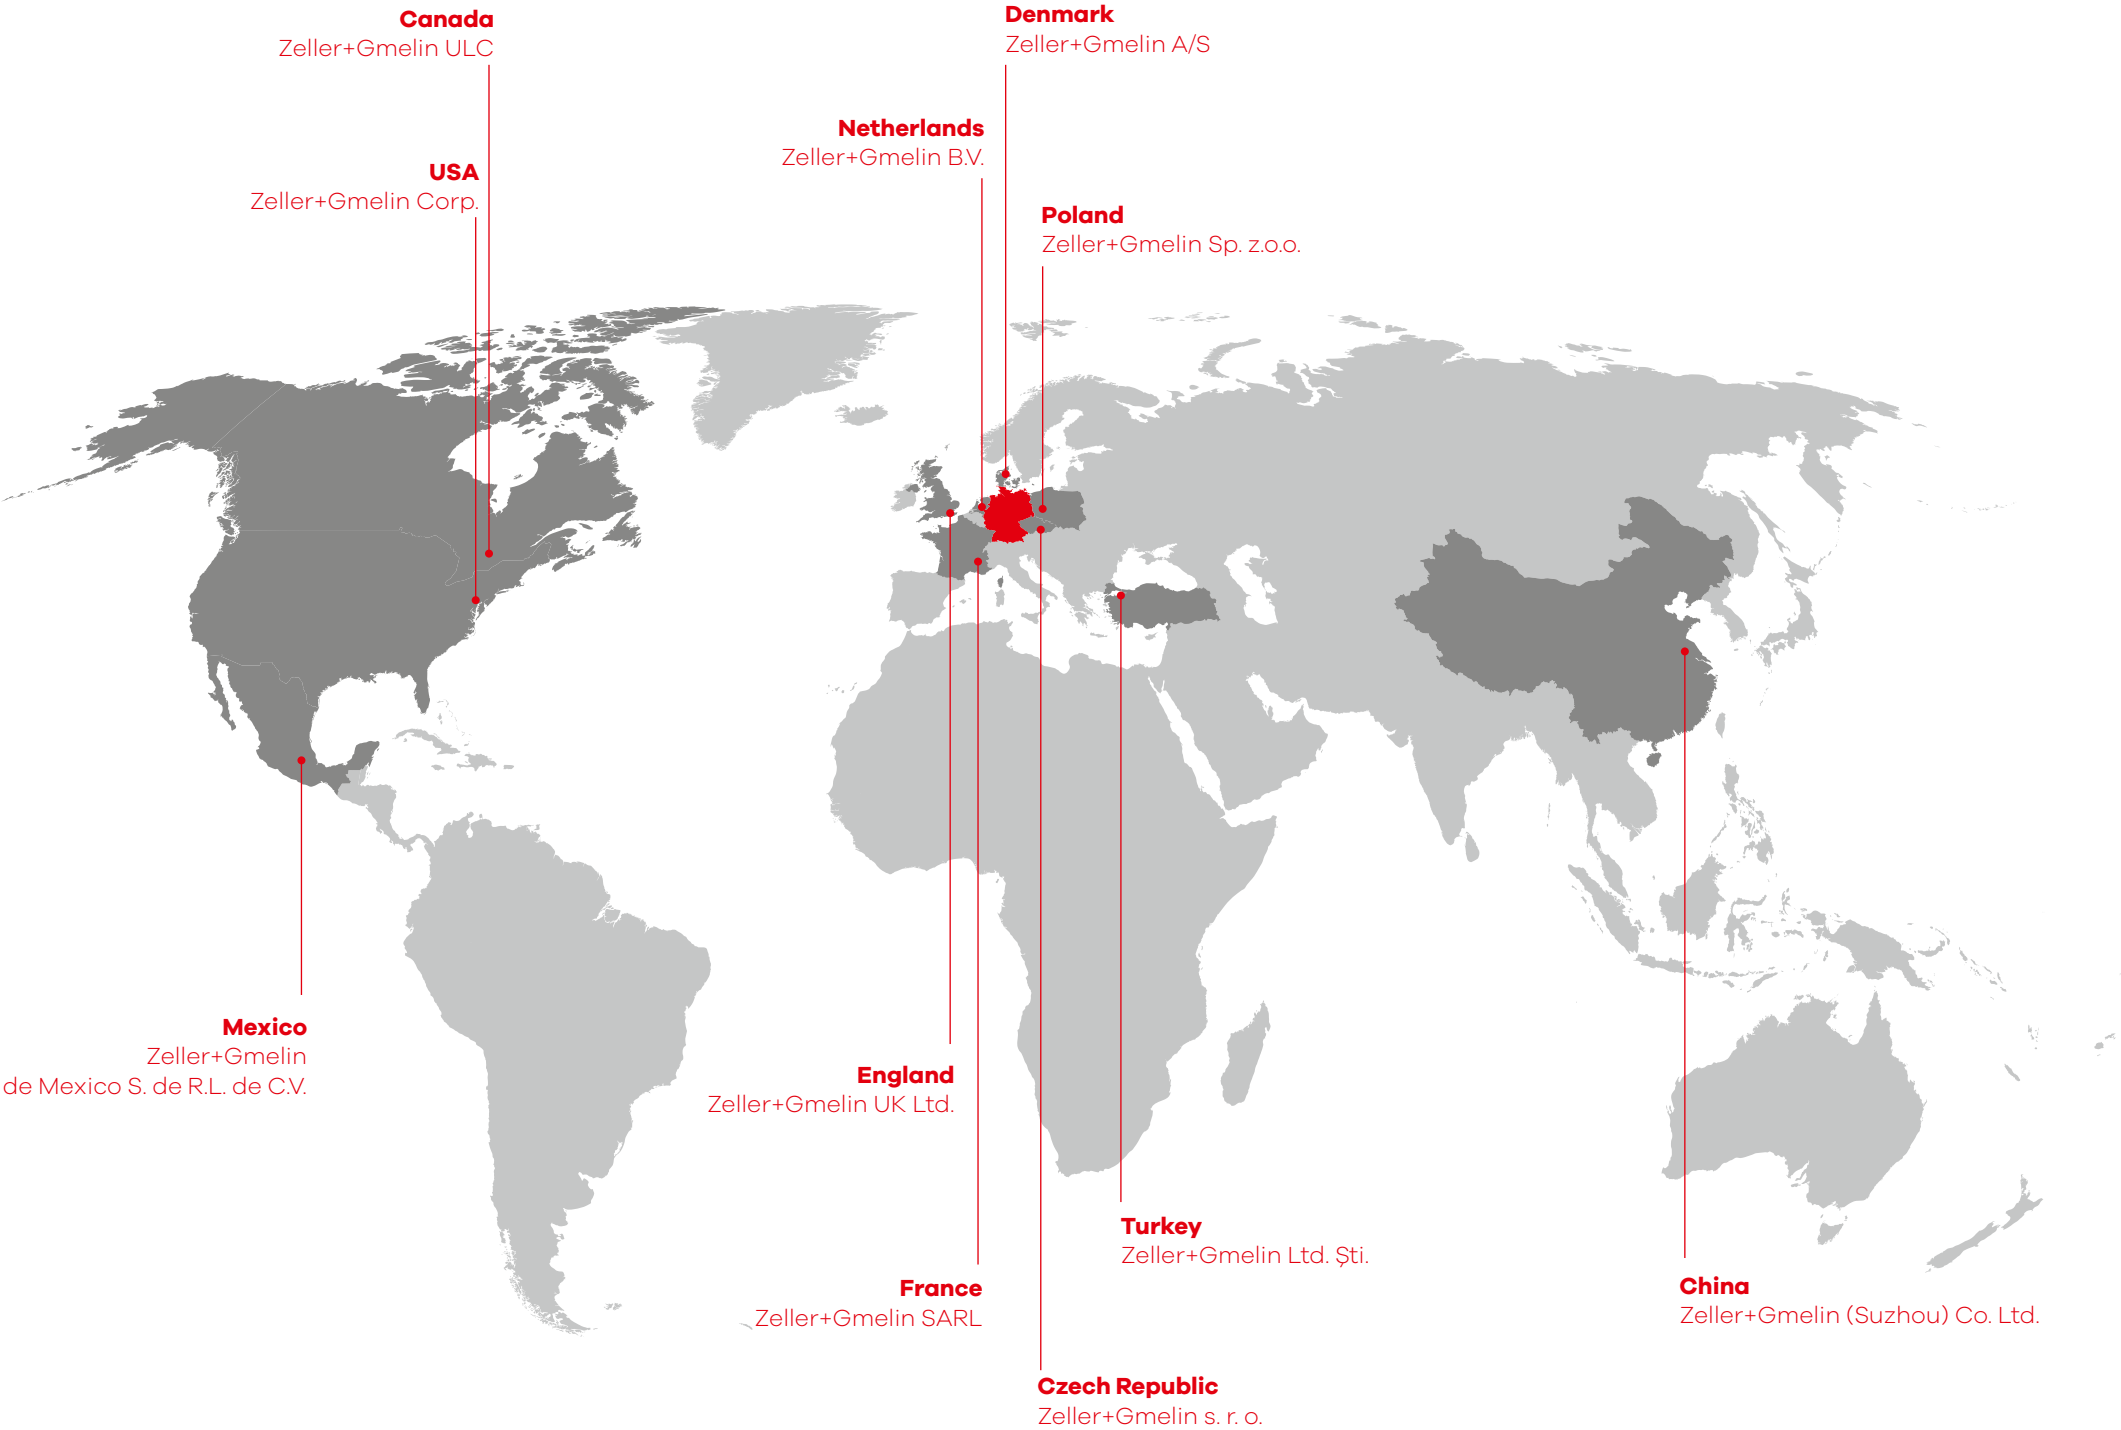 Canada
Zeller+Gmelin ULC
Denmark
Zeller+Gmelin A/S
Netherlands
Zeller+Gmelin B.V.
USA
Zeller+Gmelin Corp.
Poland
Zeller+Gmelin Sp. z.o.o.
Mexico
Zeller+Gmelin
de Mexico S. de R.L. de C.V.
England
Zeller+Gmelin UK Ltd.
Turkey
Zeller+Gmelin Ltd. Şti.
France
Zeller+Gmelin SARL
China
Zeller+Gmelin (Suzhou) Co. Ltd.
Czech Republic
Zeller+Gmelin s. r. o.